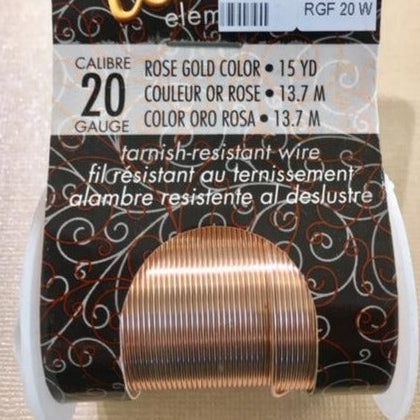 elem
RGF 20 W
CALIBRE
20
GAUGE
ROSE GOLD COLOR • 15 YD
COULEUR OR ROSE • 13.7 M
COLOR ORO ROSA • 13.7 M
tarnish-resistant wire
fil résistant au ternissement
alambre resistente al deslustre